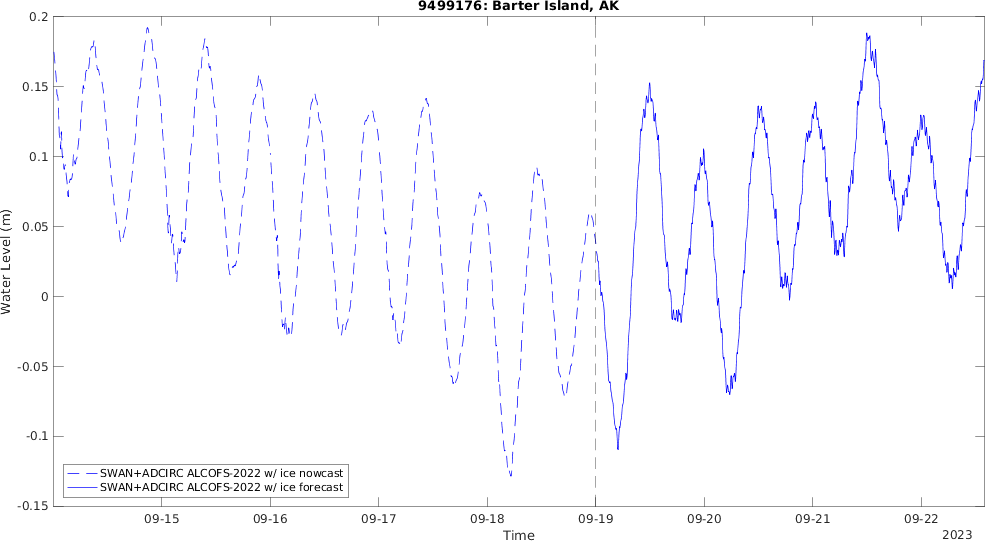 9499176: Barter Island, AK
Water Level (m)
0.2
0.15
0.1
0.05
0
-0.05
-0.1
-0.15
SWAN+ADCIRC ALCOFS-2022 w/ ice nowcast
SWAN+ADCIRC ALCOFS-2022 w/ ice forecast
09-15 09-16 09-17 09-18 09-19 09-20 09-21 09-22
Time
2023